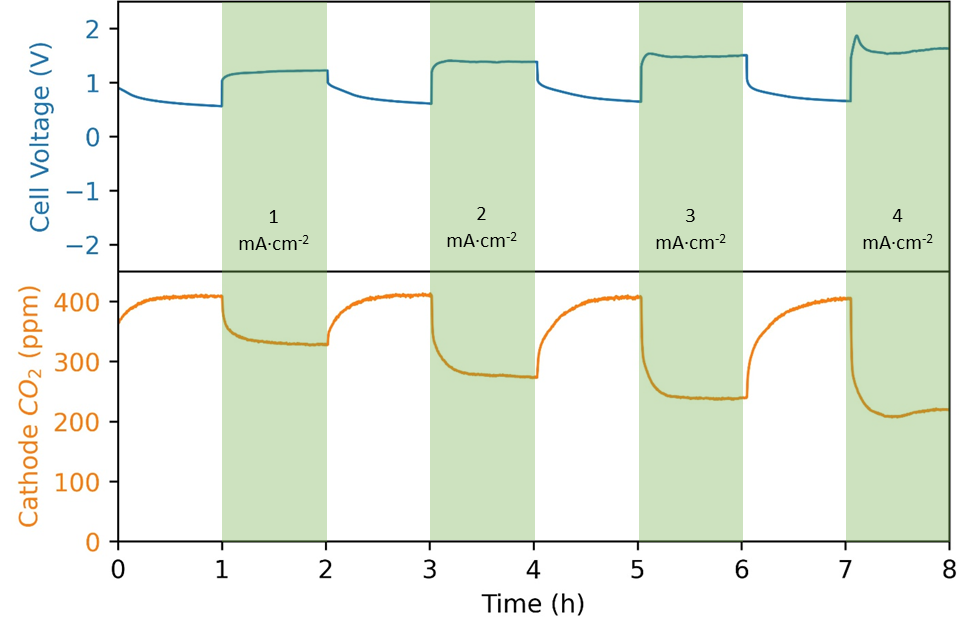 Cell Voltage (V)
2
1
0
−1
−2
1
mA·cm-2
2
mA·cm-2
3
mA·cm-2
4
mA·cm-2
Cathode CO2 (ppm)
400
300
200
100
0
0 1 2 3 4 5 6 7 8
Time (h)